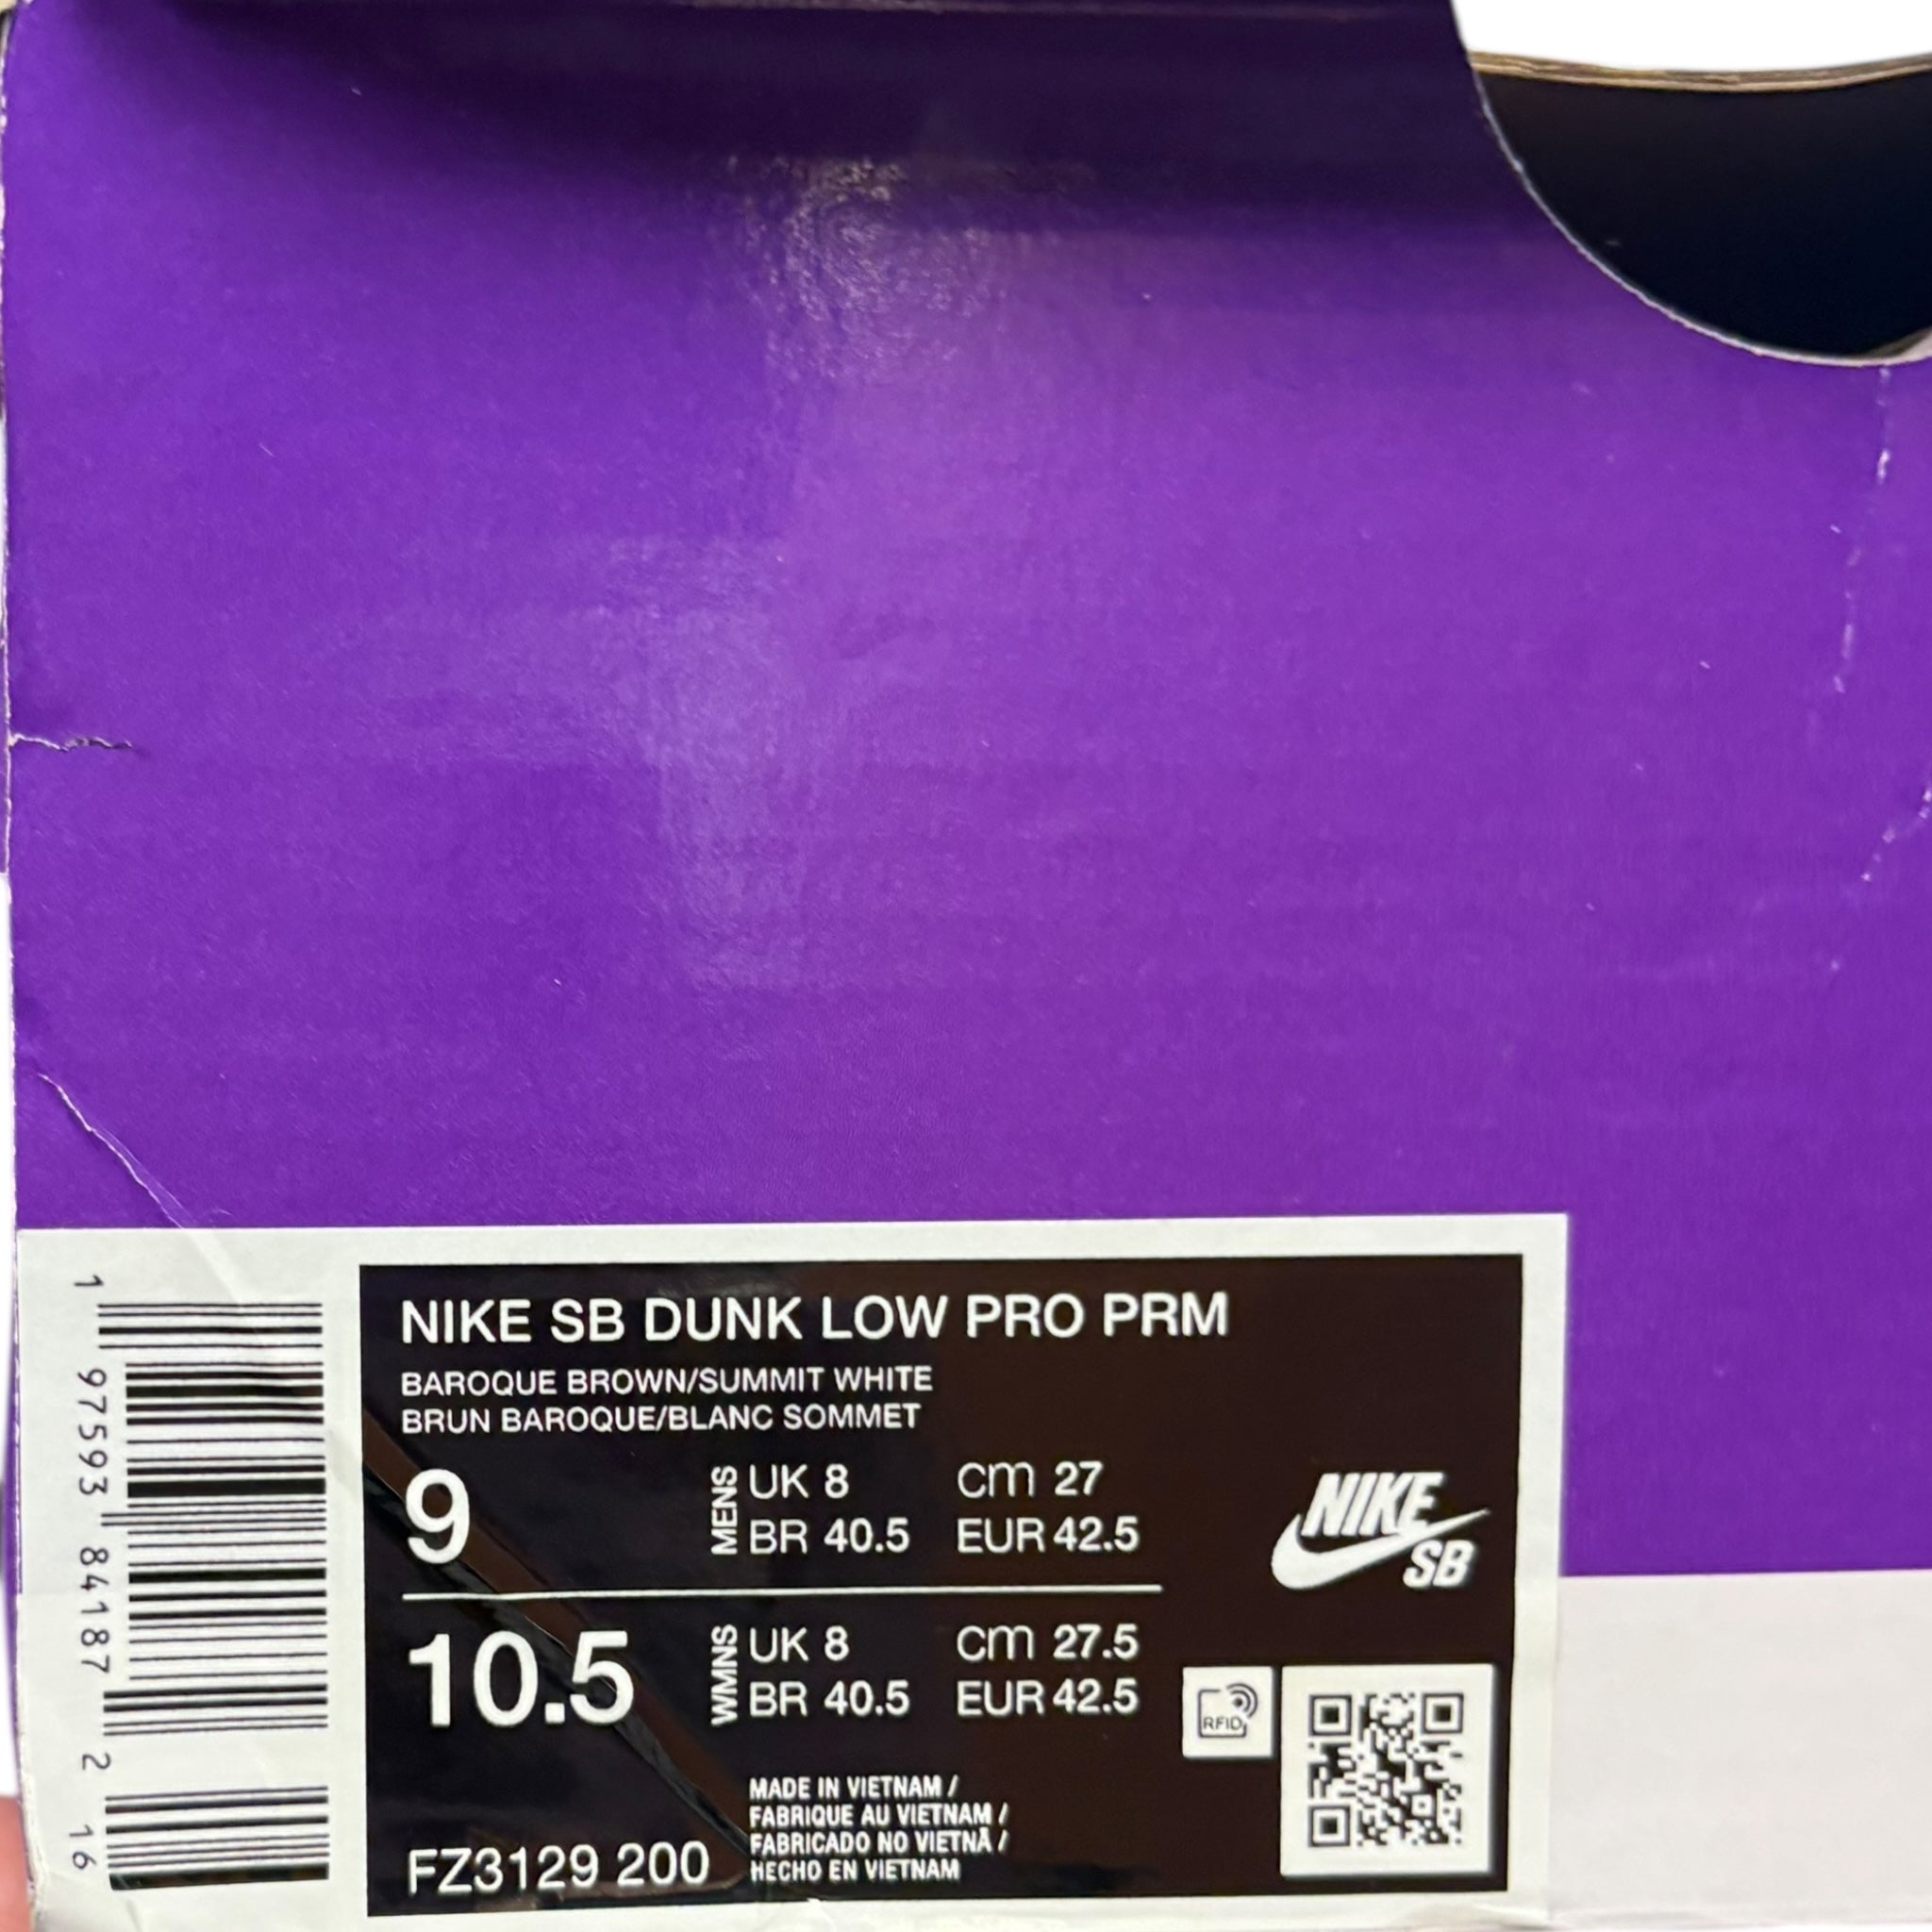 NIKE SB DUNK LOW PRO PRM
BAROQUE BROWN/SUMMIT WHITE
BRUN BAROQUE/BLANC SOMMET
9
MENS
UK 8 cm 27
BR 40.5 EUR 42.5
10.5
WMNS
UK 8 cm 27.5
BR 40.5 EUR 42.5
NIKE
SB
RFID
MADE IN VIETNAM /
FABRIQUE AU VIETNAM /
FABRICADO NO VIETNÃ /
HECHO EN VIETNAM
FZ3129 200
1 97593 84187 2 16